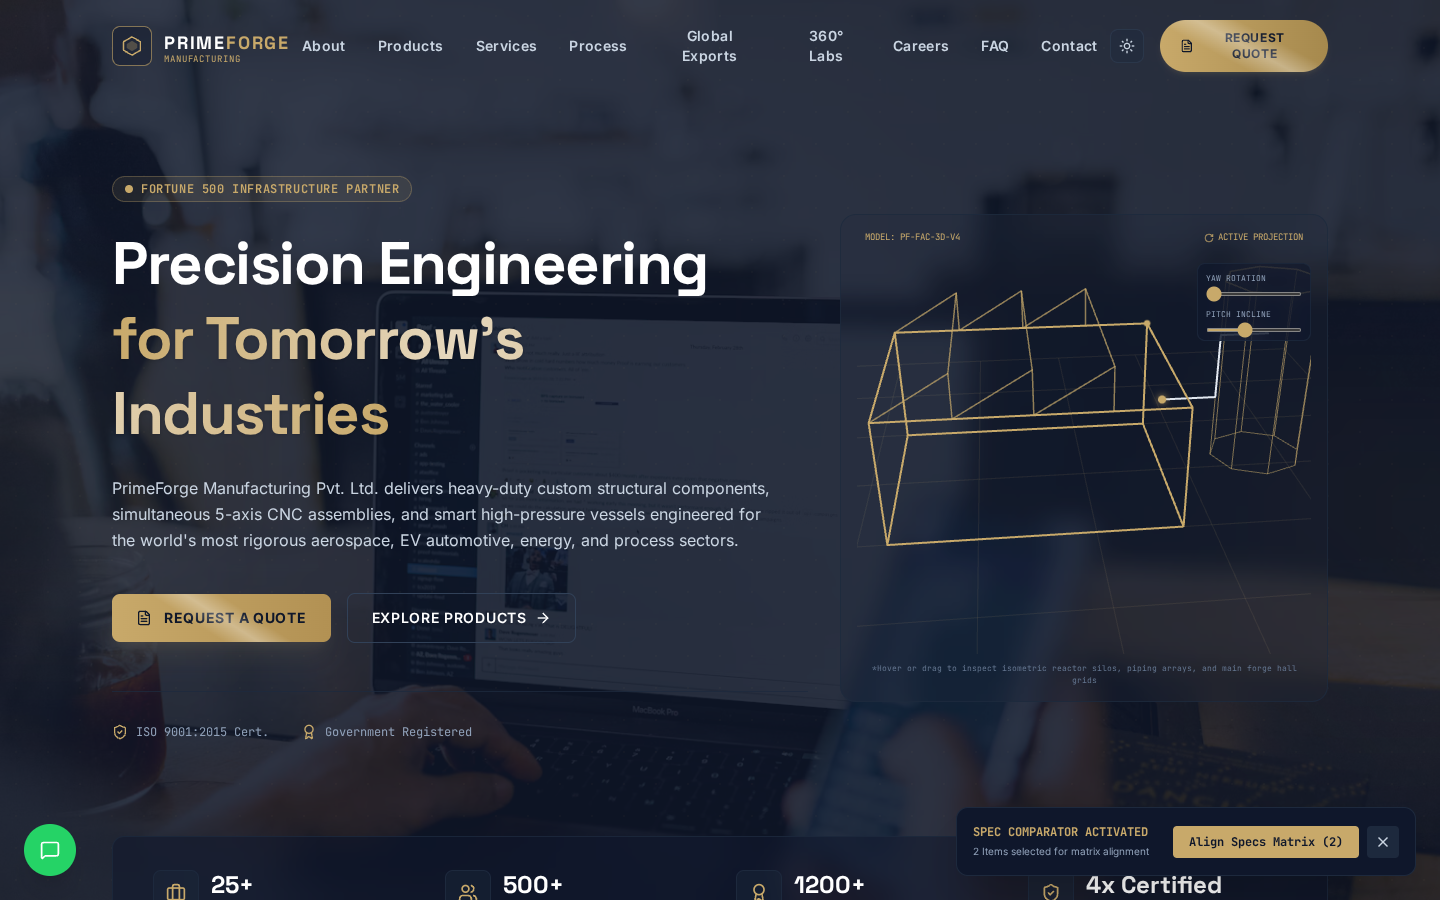 PRIMEFORGE
MANUFACTURING
About
Products
Services
Process
Global
Exports
360°
Labs
Careers
FAQ
Contact
REQUEST
QUOTE
FORTUNE 500 INFRASTRUCTURE PARTNER
Precision Engineering
for Tomorrow's
Industries
PrimeForge Manufacturing Pvt. Ltd. delivers heavy-duty custom structural components,
simultaneous 5-axis CNC assemblies, and smart high-pressure vessels engineered for
the world's most rigorous aerospace, EV automotive, energy, and process sectors.
REQUEST A QUOTE
EXPLORE PRODUCTS
ISO 9001:2015 Cert.
Government Registered
MODEL: PF-FAC-3D-V4
ACTIVE PROJECTION
YAW ROTATION
PITCH INCLINE
*Hover or drag to inspect isometric reactor silos, piping arrays, and main forge hall
grids
MacBook Pro
SPEC COMPARATOR ACTIVATED
2 Items selected for matrix alignment
Align Specs Matrix (2)
25+
500+
1200+
4x Certified